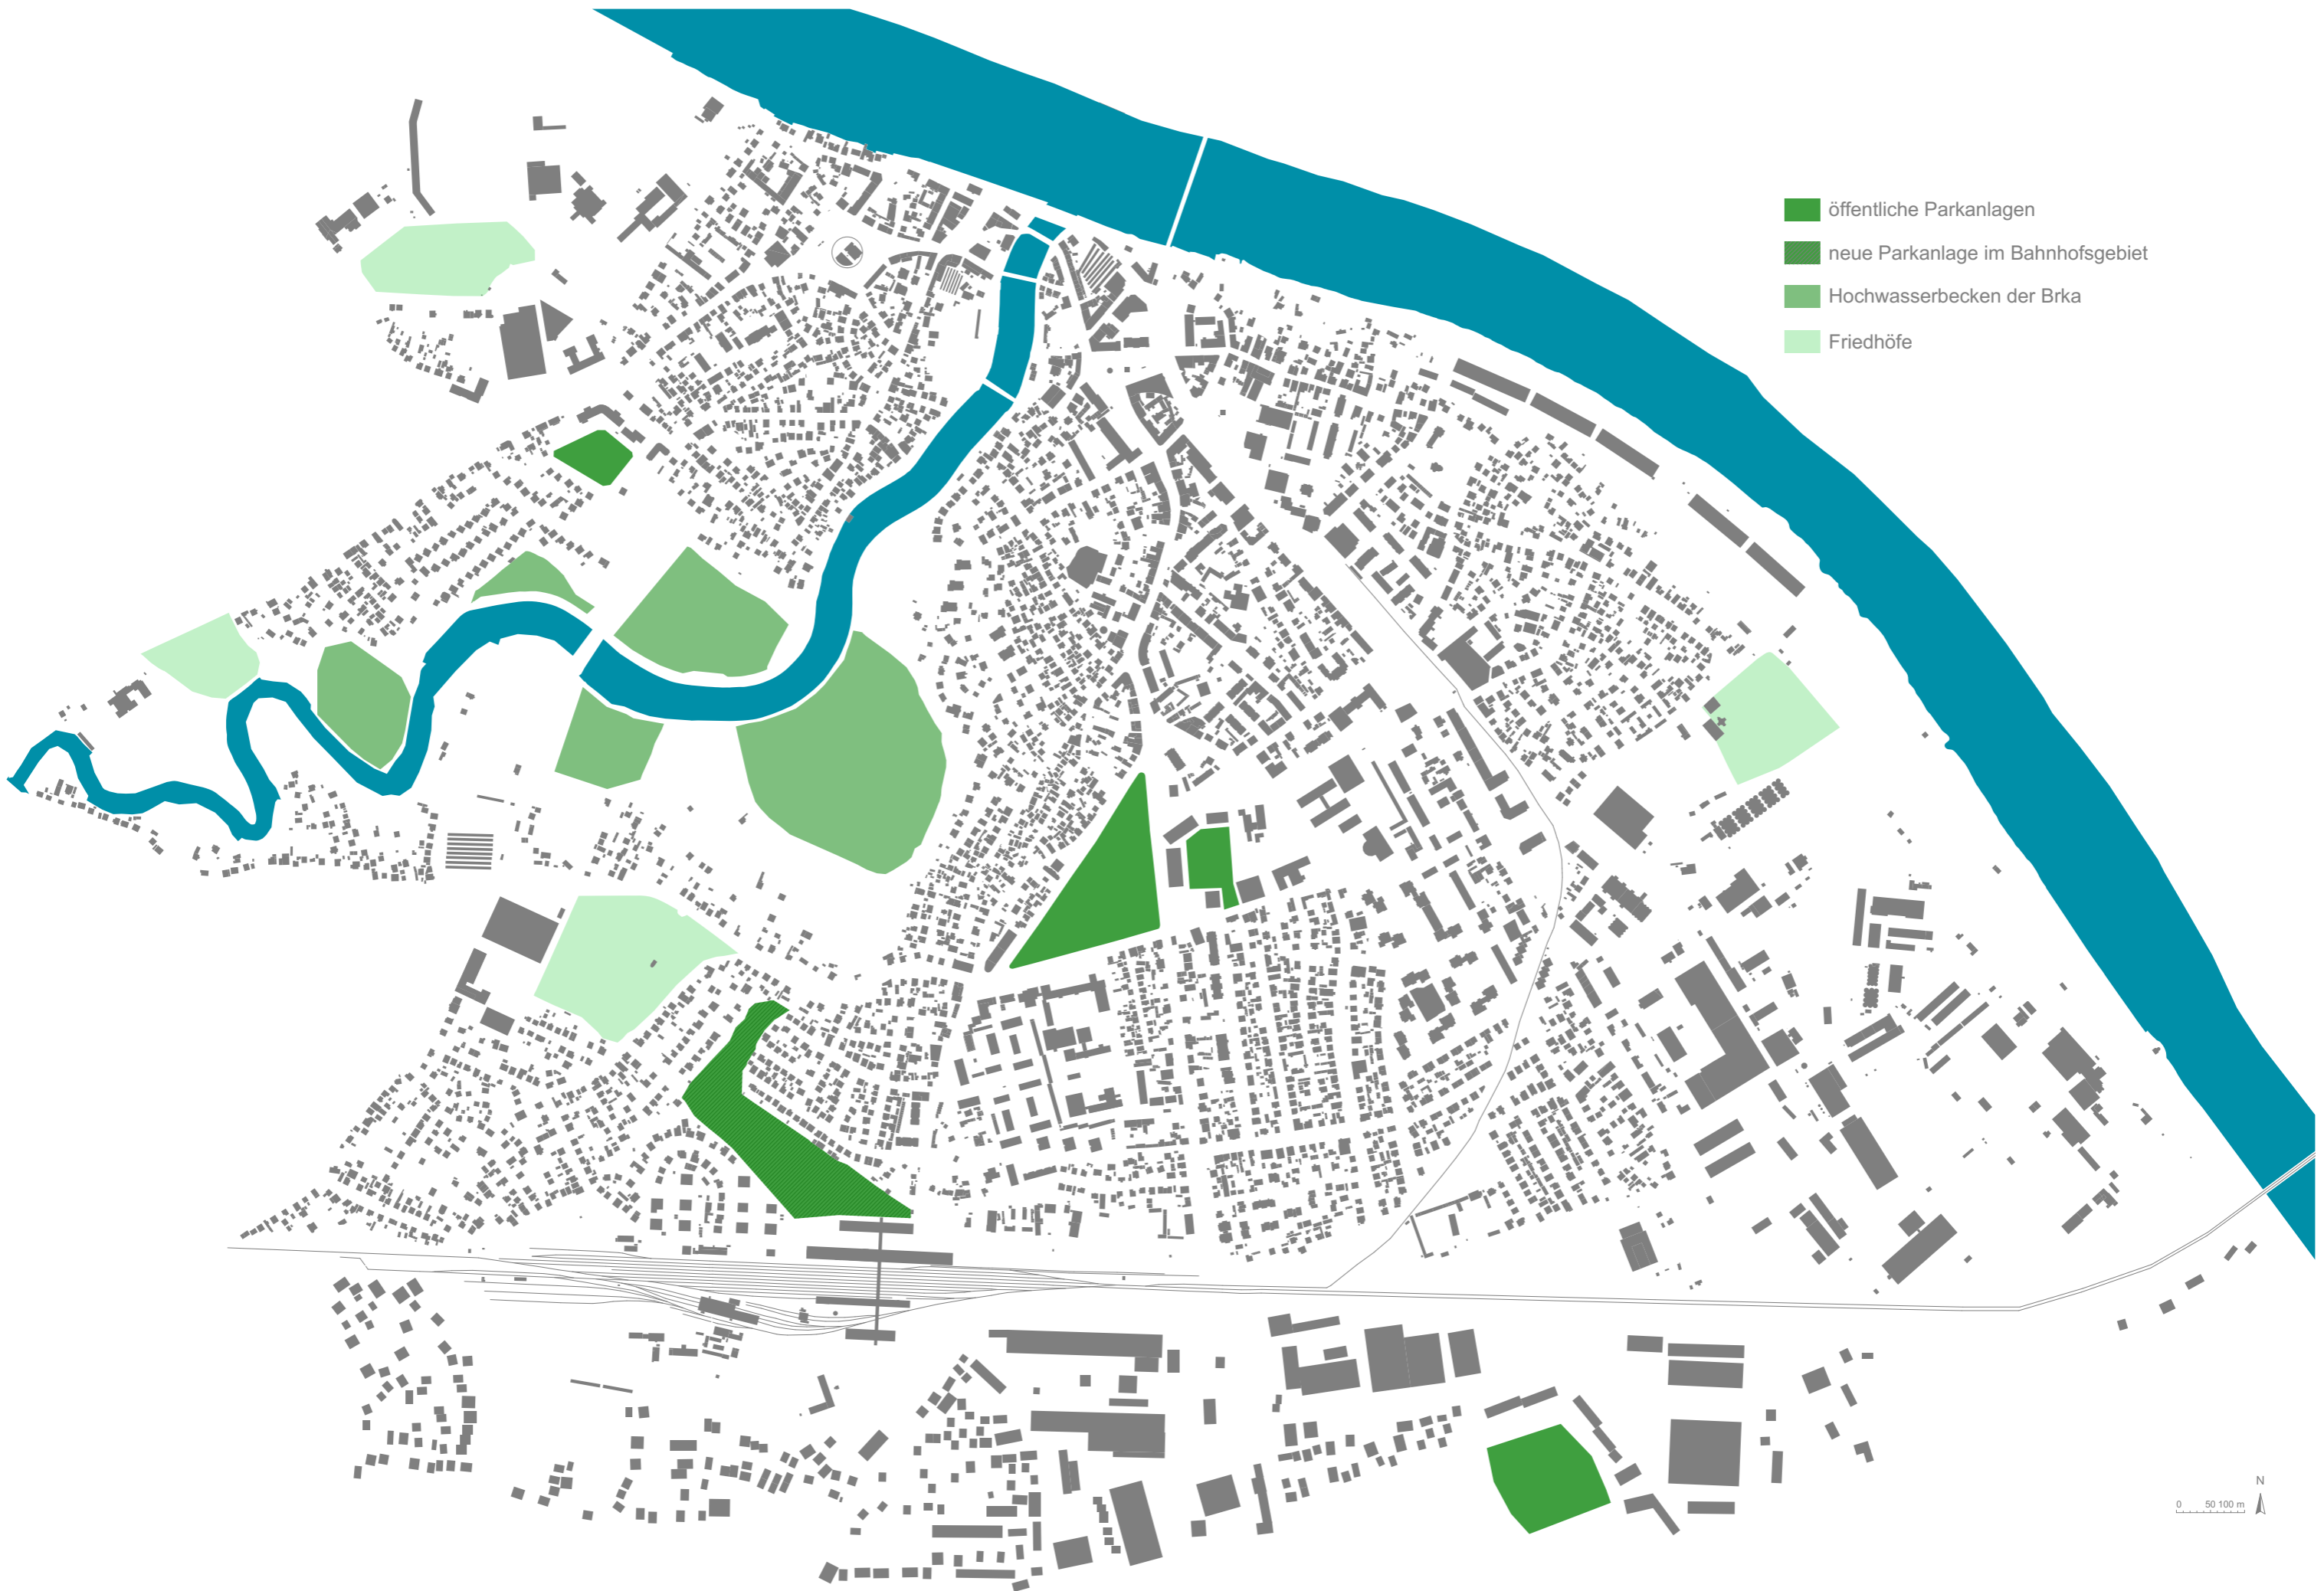 öffentliche Parkanlagen
neue Parkanlage im Bahnhofsgebiet
Hochwasserbecken der Brka
Friedhöfe
N
0 50 100 m